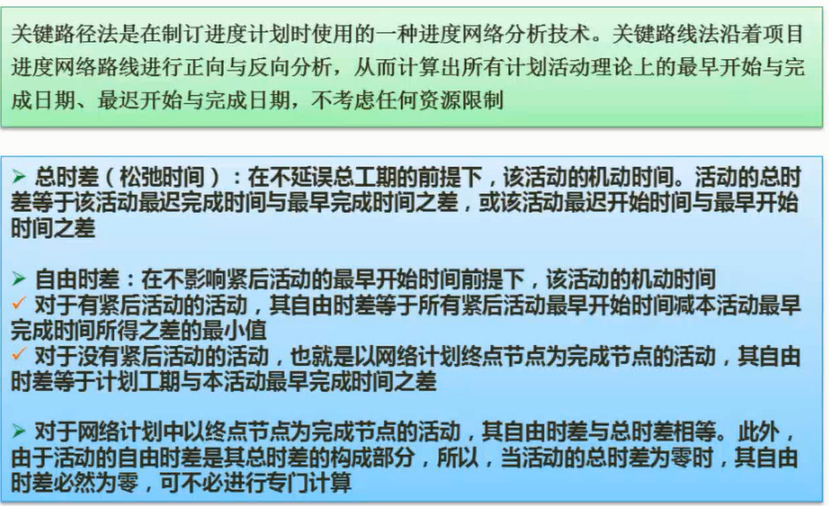 关键路径法是在制订进度计划时使用的一种进度网络分析技术。关键路线法沿着项目
进度网络路线进行正向与反向分析，从而计算出所有计划活动理论上的最早开始与完
成日期、最迟开始与完成日期，不考虑任何资源限制
➢ 总时差（松弛时间）：在不延误总工期的前提下，该活动的机动时间。活动的总时
差等于该活动最迟完成时间与最早完成时间之差，或该活动最迟开始时间与最早开始
时间之差
➢ 自由时差：在不影响紧后活动的最早开始时间前提下，该活动的机动时间
✓ 对于有紧后活动的活动，其自由时差等于所有紧后活动最早开始时间减本活动最早
完成时间所得之差的最小值
✓ 对于没有紧后活动的活动，也就是以网络计划终点节点为完成节点的活动，其自由
时差等于计划工期与本活动最早完成时间之差
➢ 对于网络计划中以终点节点为完成节点的活动，其自由时差与总时差相等。此外，
由于活动的自由时差是其总时差的构成部分，所以，当活动的总时差为零时，其自由
时差必然为零，可不必进行专门计算